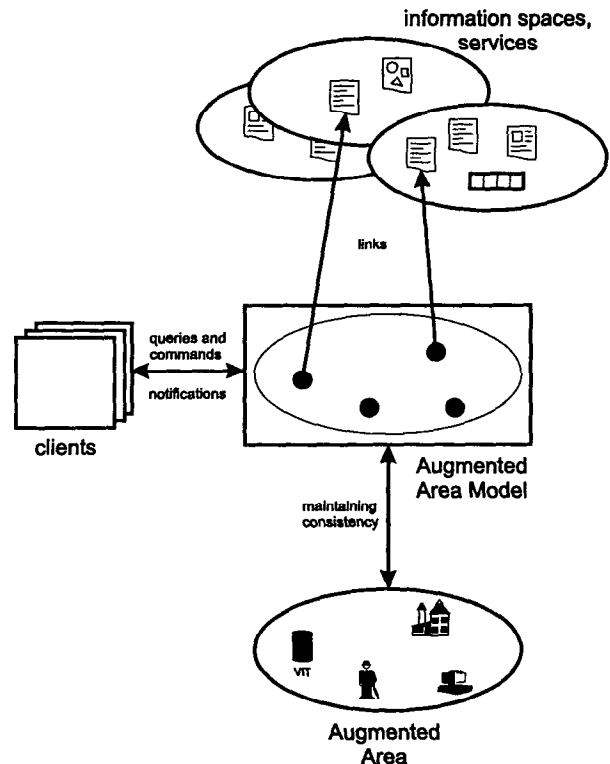 information spaces,
services
links
queries and
commands
notifications
clients
Augmented
Area Model
maintaining
consistency
VIT
Augmented
Area